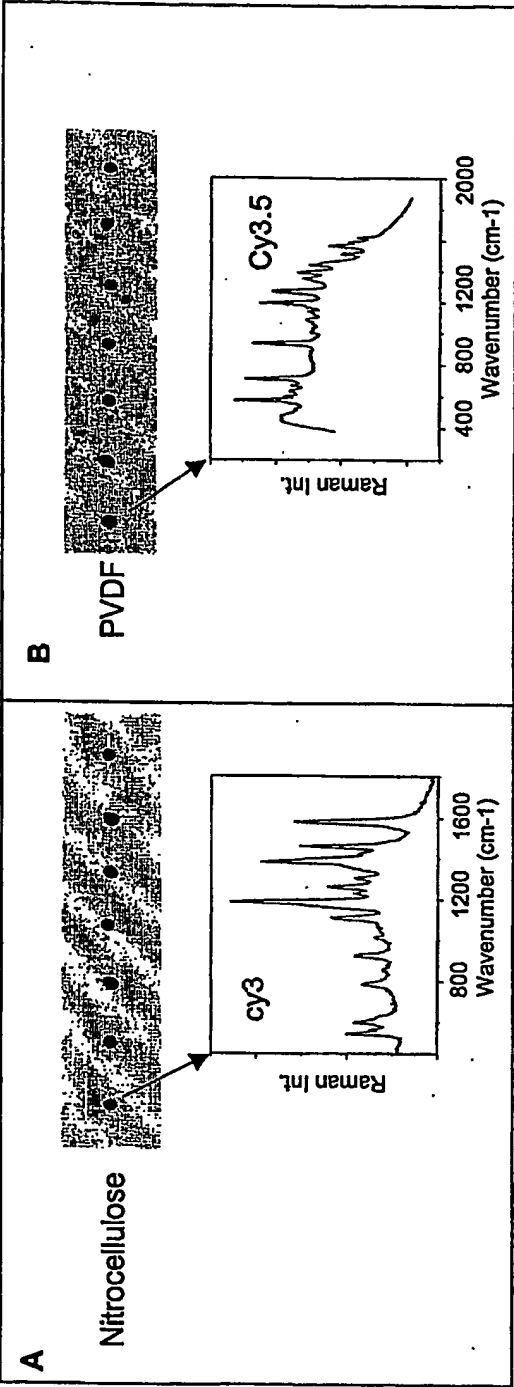 A
Nitrocellulose
cy3
Raman Int.
800
1200
1600
Wavenumber (cm-1)
B
PVDF
Cy3.5
Raman Int.
400
800
1200
2000
Wavenumber (cm-1)